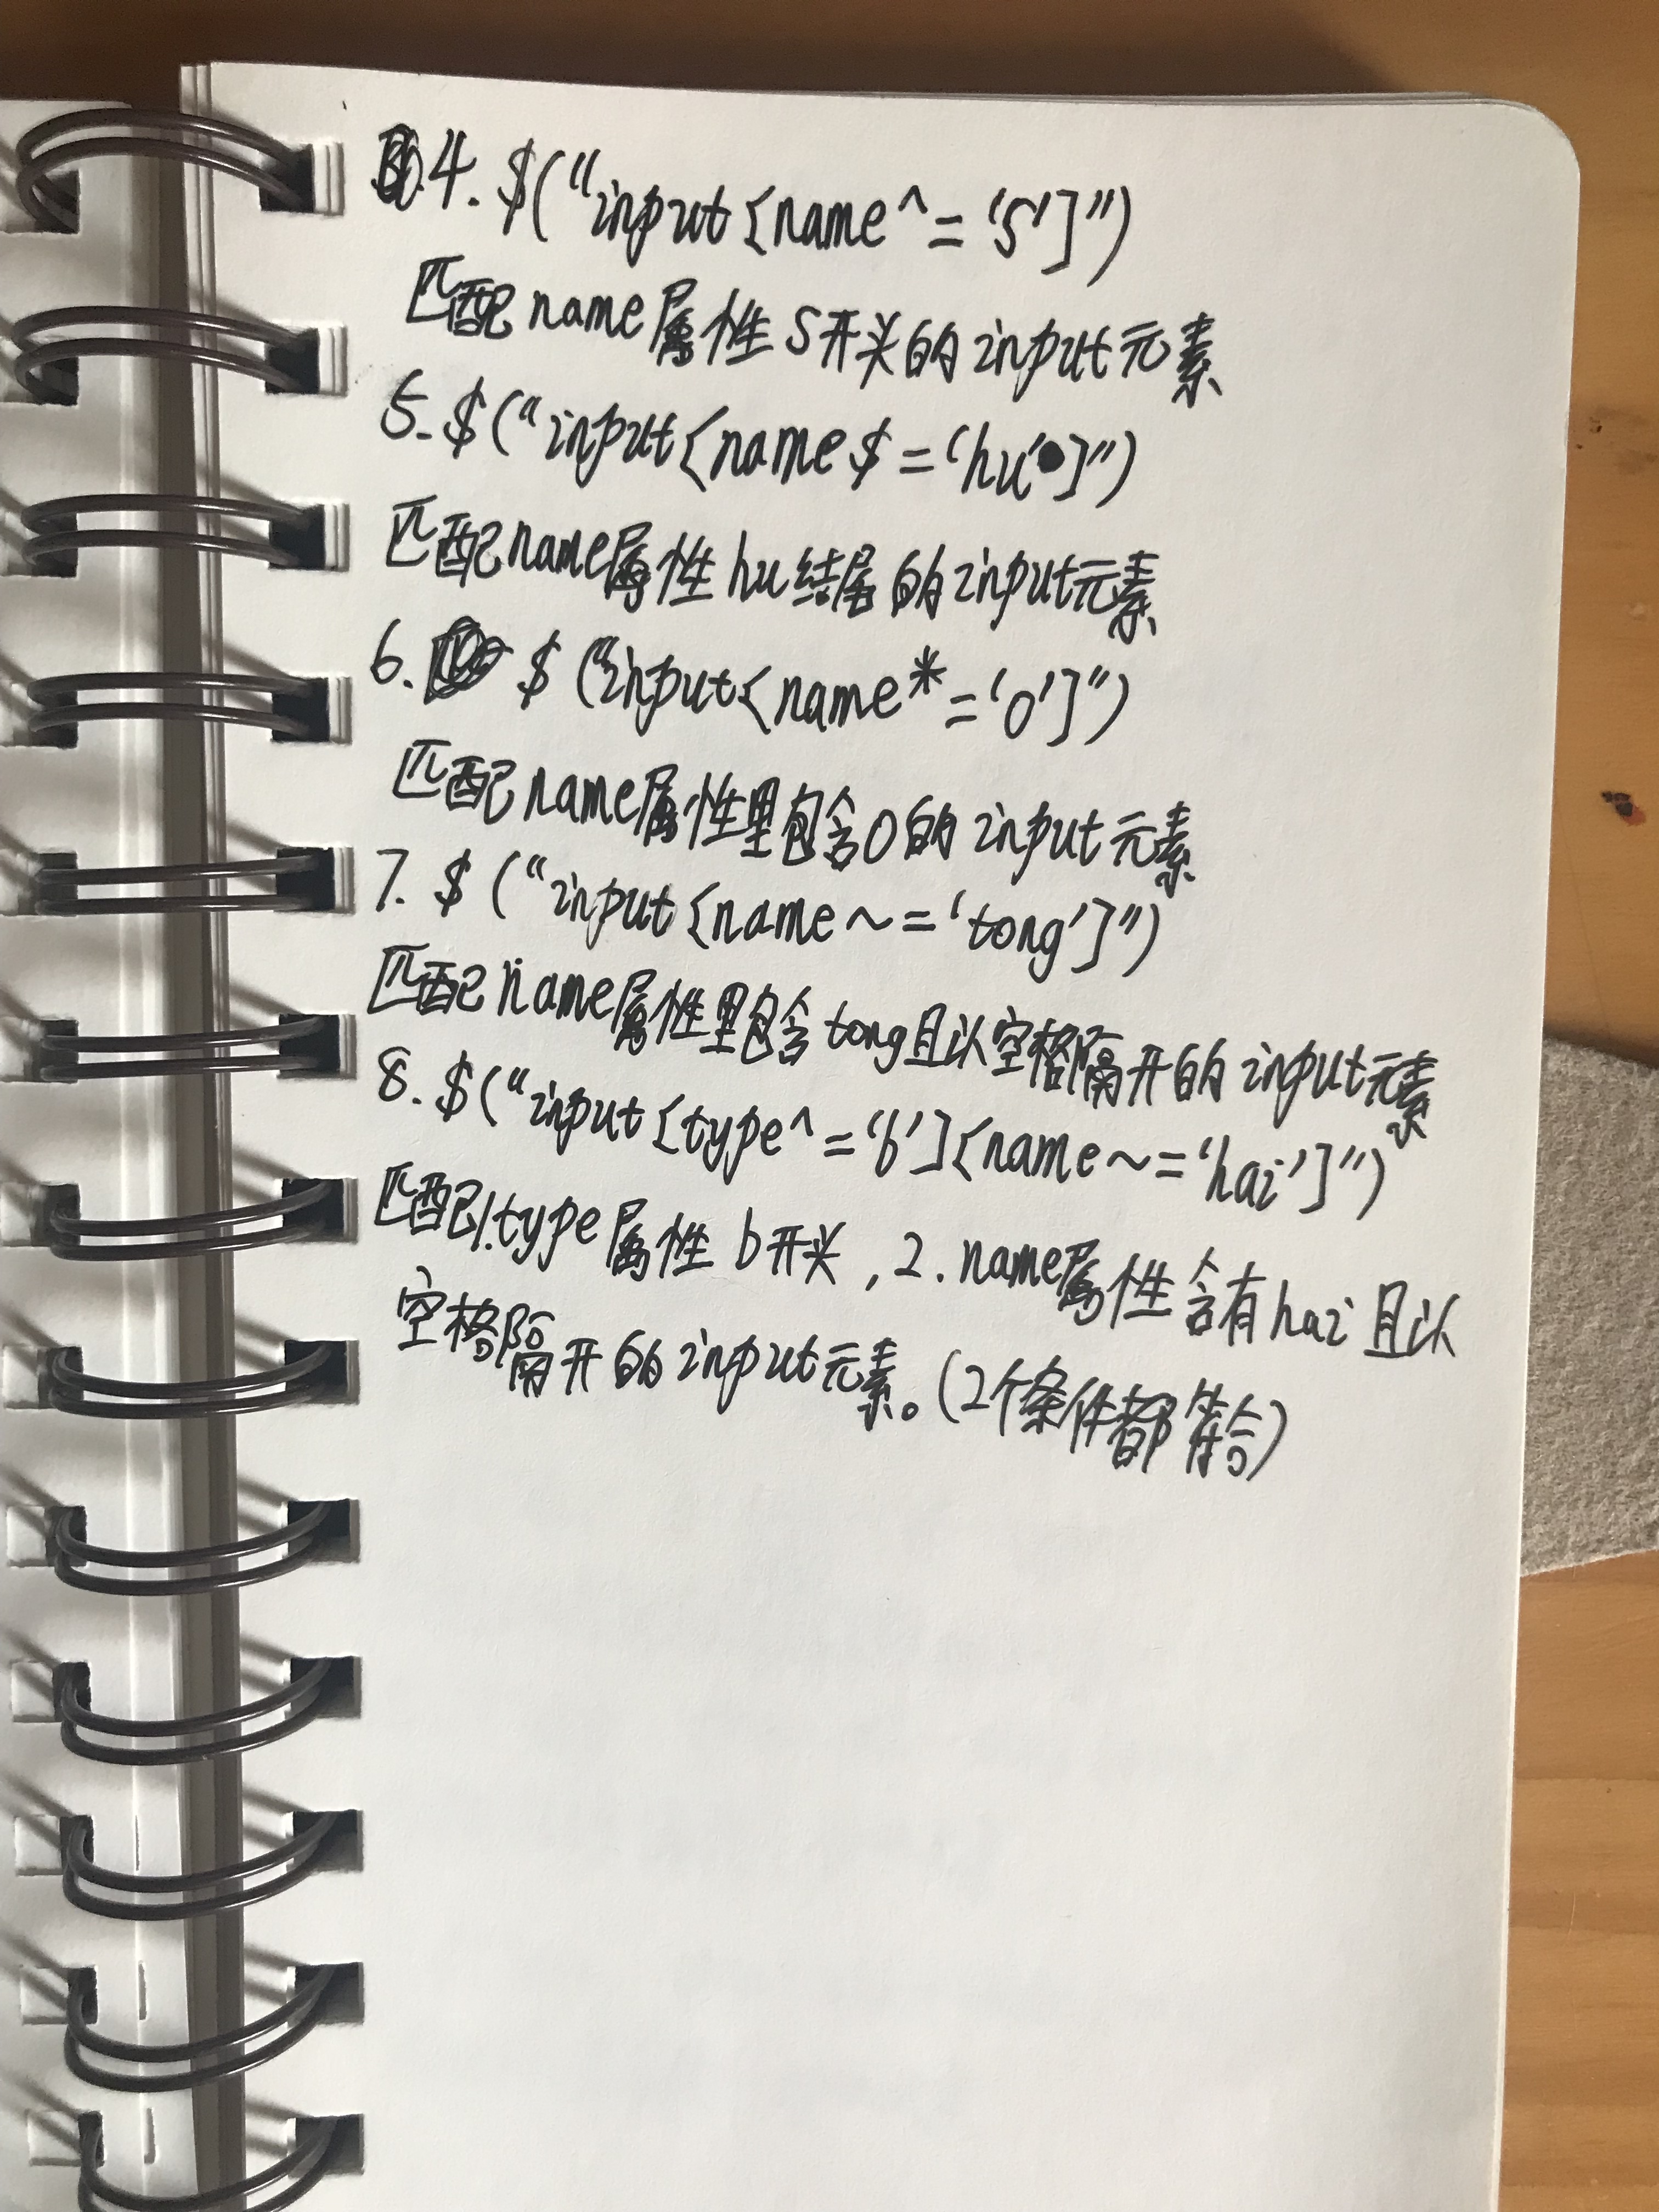 4. $("input[name^='S']")
匹配name属性S开头的input元素
5. $("input[name$='hu']")
匹配name属性hu结尾的input元素
6. $("input[name*='o']")
匹配name属性里包含o的input元素
7. $("input[name~='tong']")
匹配name属性里包含tong且以空格隔开的input元素
8. $("input[type^='b'][name~='hai']")
匹配1.type属性b开头,2.name属性含有hai且以
空格隔开的input元素。(2个条件都符合)